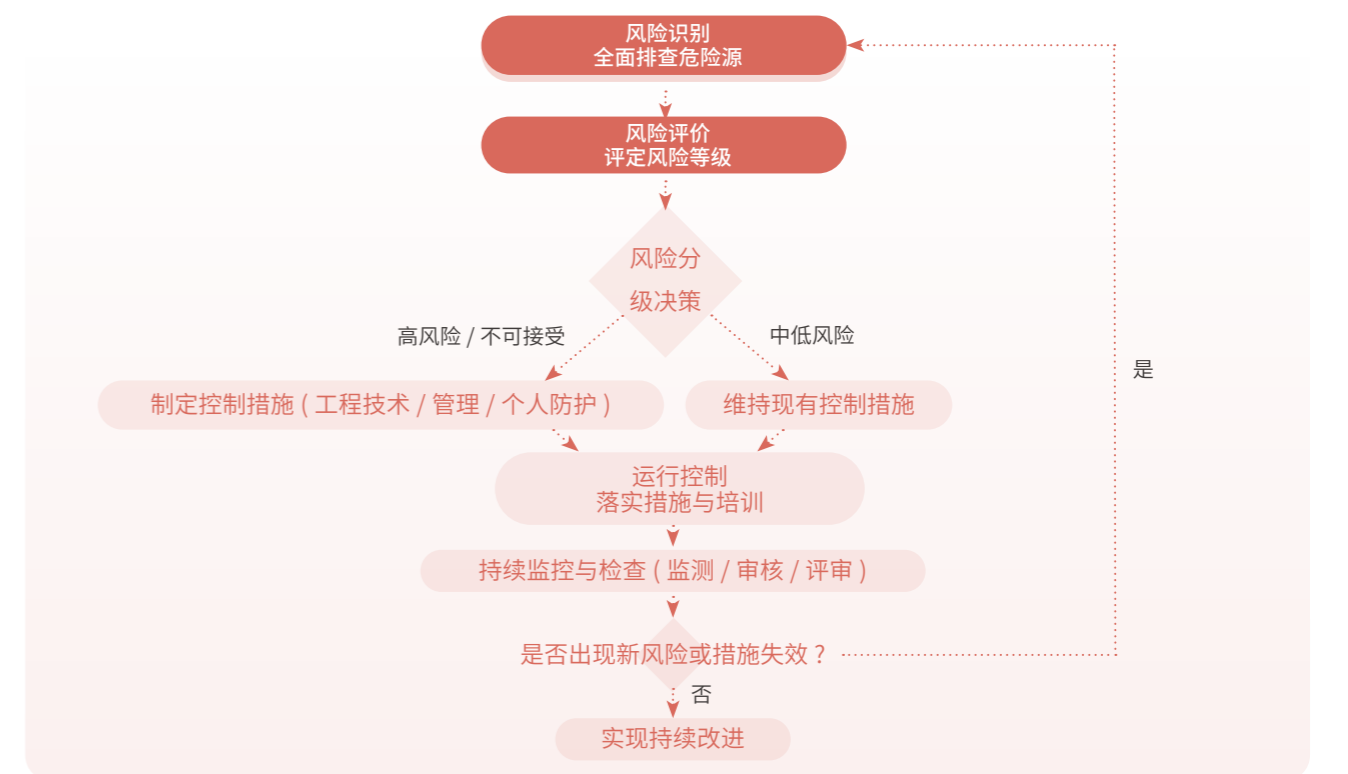 风险识别
全面排查危险源
风险评价
评定风险等级
风险分
级决策
高风险 / 不可接受
中低风险
是
制定控制措施 ( 工程技术 / 管理 / 个人防护 )
维持现有控制措施
运行控制
落实措施与培训
持续监控与检查 ( 监测 / 审核 / 评审 )
是否出现新风险或措施失效 ?
否
实现持续改进